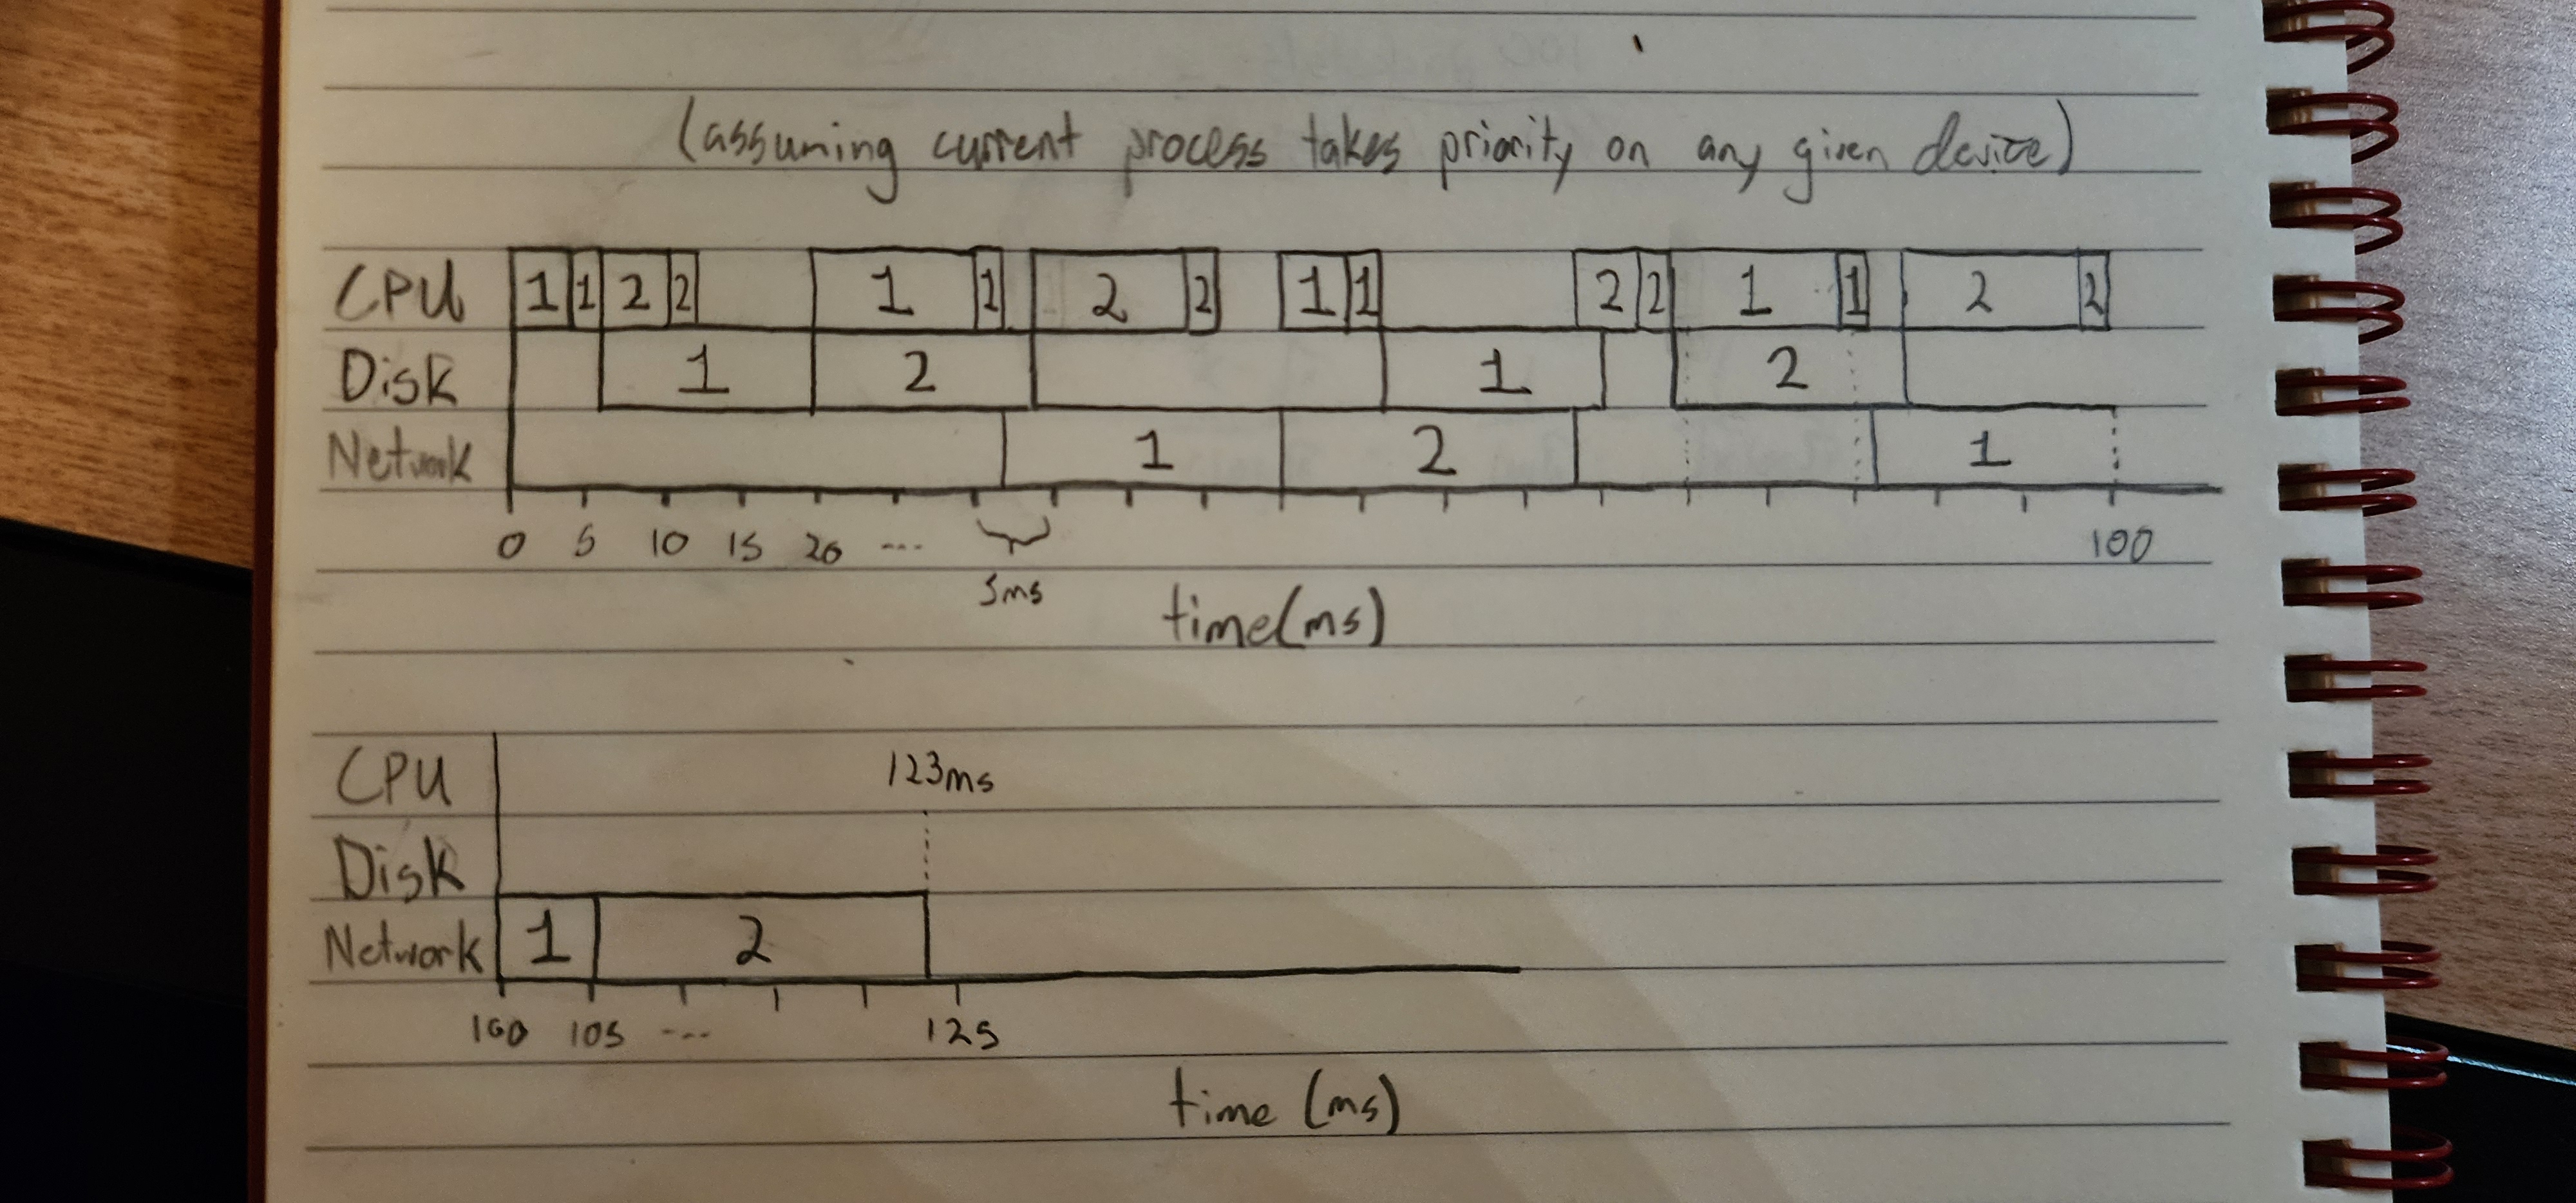 (assuming current process takes priority on any given device)
CPU 1 1 2 2 1 1 2 2 1 1 2 2 1 1 2 2
Disk 1 2 1 2
Network 1 2 1
0 5 10 15 20 ... 100
5ms
time(ms)
123ms
CPU
Disk
Network 1 2
100 105 ... 125
time (ms)